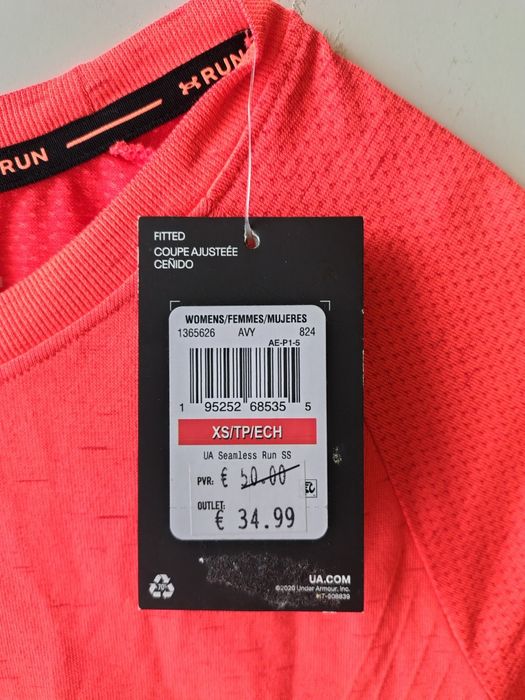 RUN
RUN
FITTED
COUPE AJUSTEÉE
CEÑIDO
WOMENS/FEMMES/MUJERES
1365626 AVY 824
AE-P1-5
1 95252 68535 5
XS/TP/ECH
UA Seamless Run SS
PVR: € 50.00
OUTLET:
€ 34.99
70%
UA.COM
©2020 Under Armour, Inc.